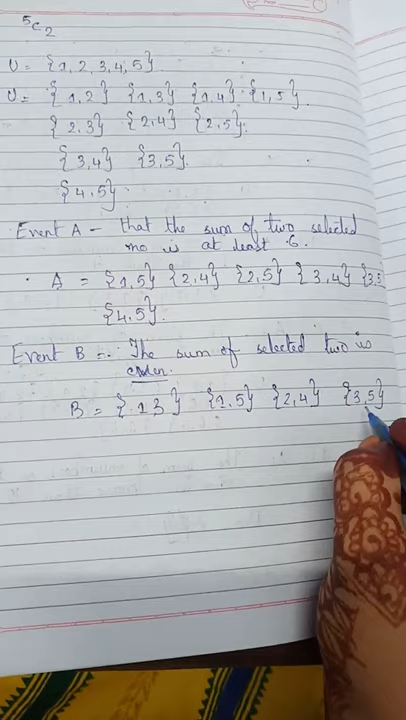 ⁵C₂
U = {1,2,3,4,5}
U = {1,2} {1,3} {1,4} {1,5}.
{2,3} {2,4} {2,5}.
{3,4} {3,5}.
{4,5}.
Event A – that the sum of two selected
no is at least 6.
A = {1,5} {2,4} {2,5} {3,4} {3,5
{4,5}.
Event B =. The sum of selected two is
even.
B = {13} {1,5} {2,4} {3,5}